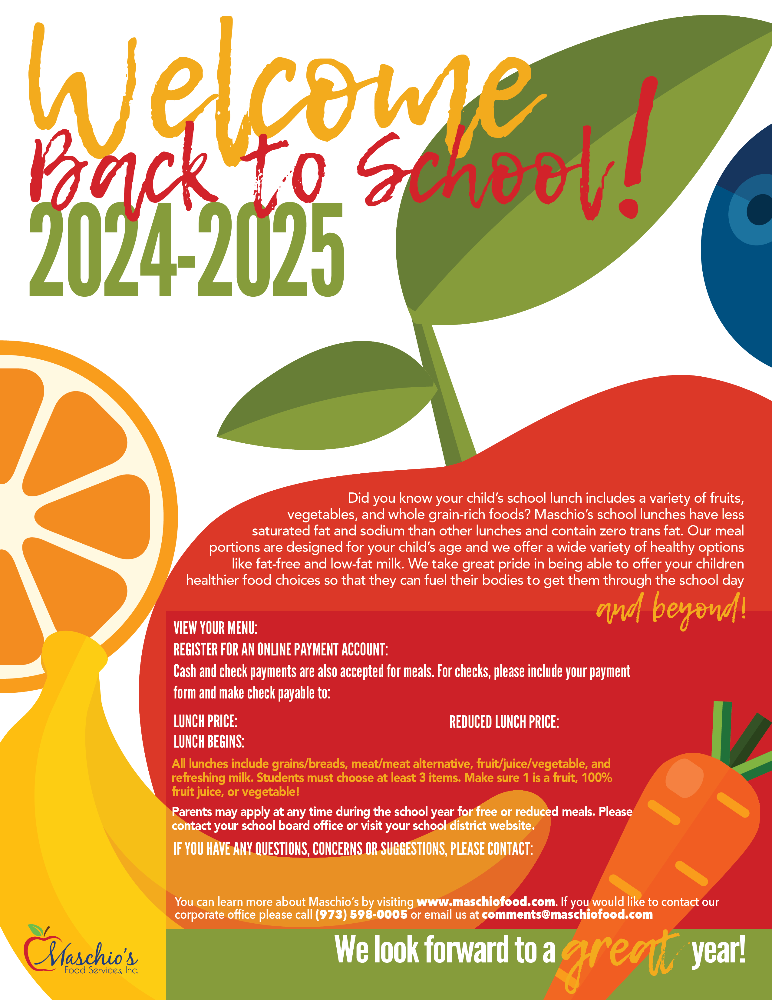 Welcome
Back to School!
2024-2025
Did you know your child's school lunch includes a variety of fruits,
vegetables, and whole grain-rich foods? Maschio's school lunches have less
saturated fat and sodium than other lunches and contain zero trans fat. Our meal
portions are designed for your child's age and we offer a wide variety of healthy options
like fat-free and low-fat milk. We take great pride in being able to offer your children
healthier food choices so that they can fuel their bodies to get them through the school day
and beyond!
VIEW YOUR MENU:
REGISTER FOR AN ONLINE PAYMENT ACCOUNT:
Cash and check payments are also accepted for meals. For checks, please include your payment
form and make check payable to:
LUNCH PRICE:
REDUCED LUNCH PRICE:
LUNCH BEGINS:
All lunches include grains/breads, meat/meat alternative, fruit/juice/vegetable, and
refreshing milk. Students must choose at least 3 items. Make sure 1 is a fruit, 100%
fruit juice, or vegetable!
Parents may apply at any time during the school year for free or reduced meals. Please
contact your school board office or visit your school district website.
IF YOU HAVE ANY QUESTIONS, CONCERNS OR SUGGESTIONS, PLEASE CONTACT:
You can learn more about Maschio's by visiting www.maschiofood.com. If you would like to contact our
corporate office please call (973) 598-0005 or email us at comments@maschiofood.com
We look forward to a great year!
Maschio's
Food Services, Inc.